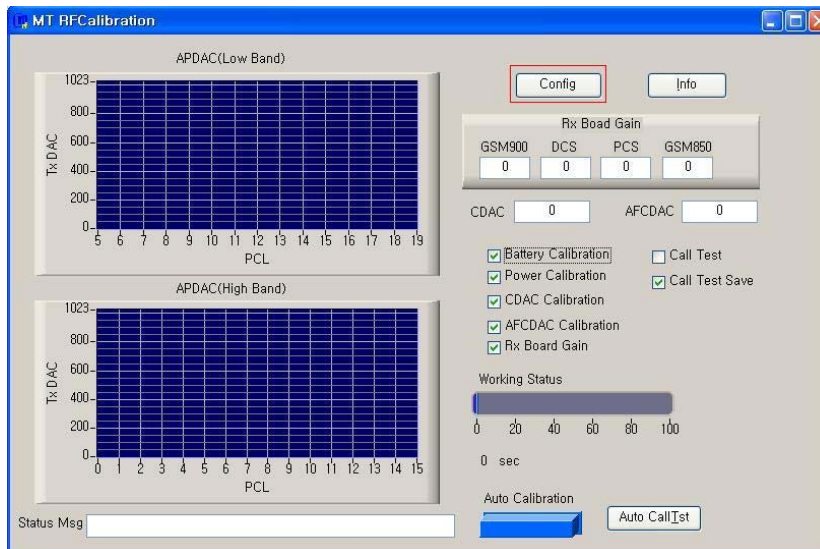 MT RFCalibration
APDAC(Low Band)
1023
800
600
400
200
0
Tx DAC
5 6 7 8 9 10 11 12 13 14 15 16 17 18 19
PCL
APDAC(High Band)
1023
800
600
400
200
0
Tx DAC
0 1 2 3 4 5 6 7 8 9 10 11 12 13 14 15
PCL
Status Msg
Config Info
Rx Boad Gain
GSM900 DCS PCS GSM850
0 0 0 0
CDAC 0 AFCDAC 0
Battery Calibration Call Test
Power Calibration Call Test Save
CDAC Calibration
AFCDAC Calibration
Rx Board Gain
Working Status
0 20 40 60 80 100
0 sec
Auto Calibration
Auto CallTst